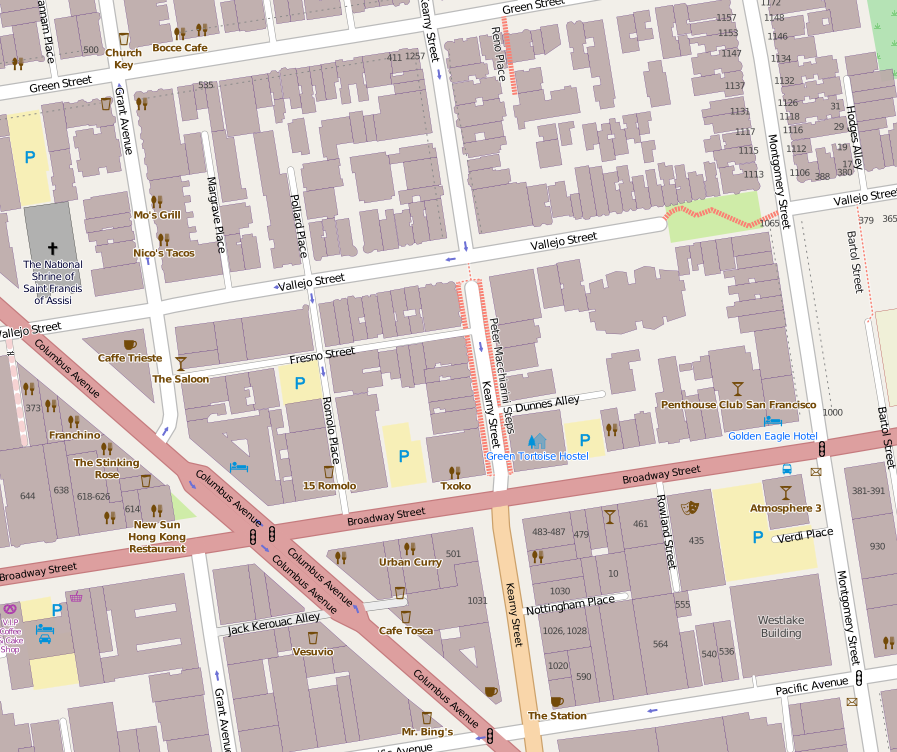 Green Street
Kearny Street
1172
1157
1148
1153
1146
Reno Place
Church
Key
Bocce Cafe
500
411
1257
1147
1134
Green Street
535
1137
1132
Grant Avenue
1126
31
1131
1118
Hodges Alley
P
1117
1116
29
Montgomery Street
1115
1112
19
17
Margrave Place
Pollard Place
1113
1106
388
380
Vallejo Street
Mo's Grill
379
365
1065
Vallejo Street
Nico's Tacos
Bartol Street
The National
Shrine of
Saint Francis
of Assisi
Vallejo Street
Vallejo Street
Peter Macchiarini Steps
Caffe Trieste
Fresno Street
Columbus Avenue
The Saloon
P
Kearny Street
Dunnes Alley
Penthouse Club San Francisco
373
Romolo Place
1000
Bartol Street
Franchino
P
Golden Eagle Hotel
P
Green Tortoise Hostel
The Stinking
Rose
15 Romolo
Txoko
Broadway Street
644
638
618-626
614
Columbus Avenue
381-391
Rowland Street
Atmosphere 3
New Sun
Hong Kong
Restaurant
Broadway Street
483-487
479
461
435
P
Verdi Place
930
Broadway Street
Columbus Avenue
Columbus Avenue
Urban Curry
501
10
1030
Kearny Street
Montgomery Street
V.I.P
Coffee
& Cake
Shop
P
1031
Nottingham Place
555
Jack Kerouac Alley
Cafe Tosca
1026, 1028
Westlake
Building
Vesuvio
564
540
536
1020
590
Grant Avenue
Columbus Avenue
Pacific Avenue
The Station
Mr. Bing's